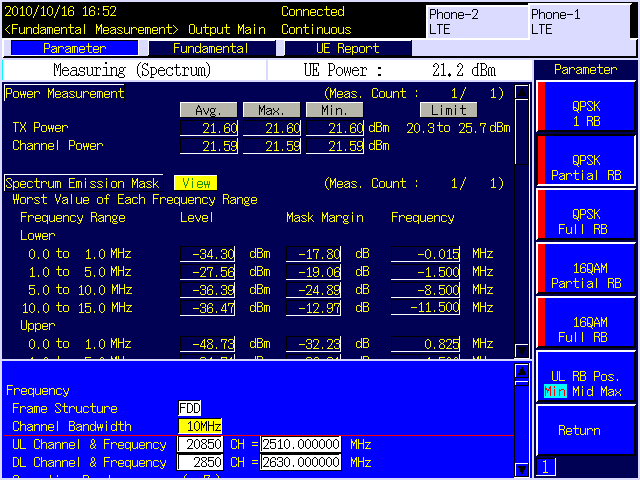 2010/10/16 16:52 Connected Phone-2 Phone-1
<Fundamental Measurement> Output Main Continuous LTE LTE
Parameter Fundamental UE Report
Measuring (Spectrum) UE Power : 21.2 dBm Parameter
Power Measurement (Meas. Count : 1/ 1)
Avg. Max. Min. Limit
TX Power 21.60 21.60 21.60 dBm 20.3 to 25.7 dBm
Channel Power 21.59 21.59 21.59 dBm
Spectrum Emission Mask View (Meas. Count : 1/ 1)
Worst Value of Each Frequency Range
Frequency Range Level Mask Margin Frequency
Lower
0.0 to 1.0 MHz -34.30 dBm -17.80 dB -0.015 MHz
1.0 to 5.0 MHz -27.56 dBm -19.06 dB -1.500 MHz
5.0 to 10.0 MHz -36.39 dBm -24.89 dB -8.500 MHz
10.0 to 15.0 MHz -36.47 dBm -12.97 dB -11.500 MHz
Upper
0.0 to 1.0 MHz -48.73 dBm -32.23 dB 0.825 MHz
Frequency
Frame Structure FDD
Channel Bandwidth 10MHz
UL Channel & Frequency 20850 CH = 2510.000000 MHz
DL Channel & Frequency 2850 CH = 2630.000000 MHz
QPSK
1 RB
QPSK
Partial RB
QPSK
Full RB
16QAM
Partial RB
16QAM
Full RB
UL RB Pos.
Min Mid Max
Return
1